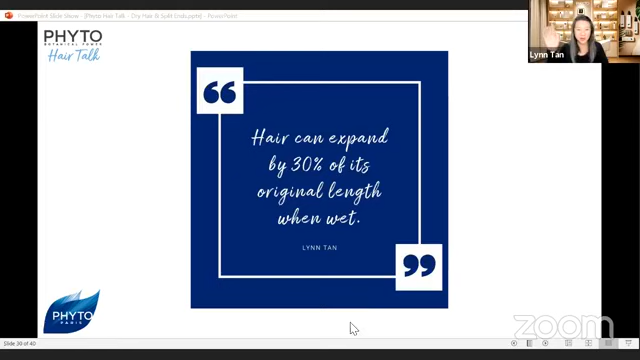 PowerPoint Slide Show - [Phyto Hair Talk - Dry Hair & Split Ends.pptx] - PowerPoint
PHYTO
BOTANICAL POWER
Hair Talk
Lynn Tan
“
Hair can expand
by 30% of its
original length
when wet.
LYNN TAN
”
PHYTO
PARIS
Slide 39 of 40
zoom